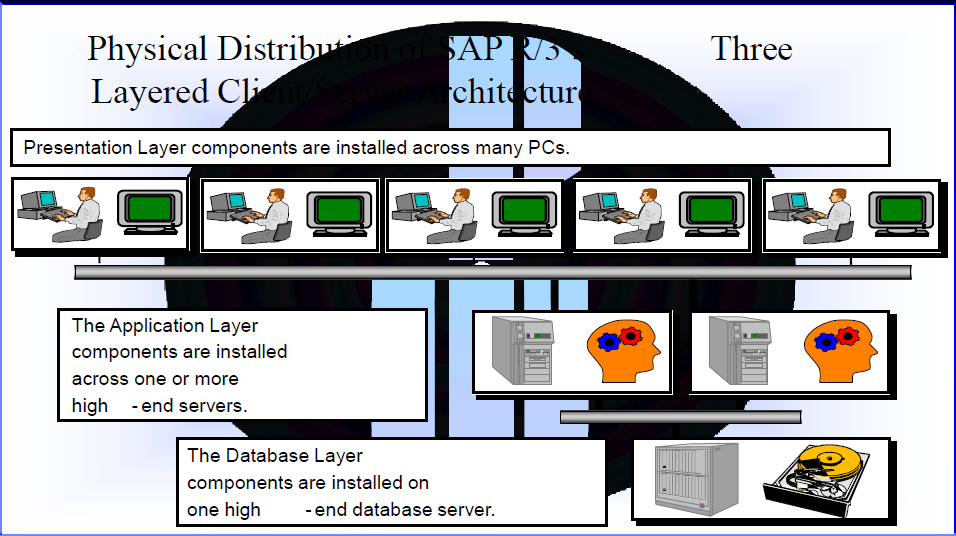 Physical Distribution of SAP R/3's Three
Layered Client/Server Architecture
Presentation Layer components are installed across many PCs.
The Application Layer
components are installed
across one or more
high - end servers.
The Database Layer
components are installed on
one high - end database server.